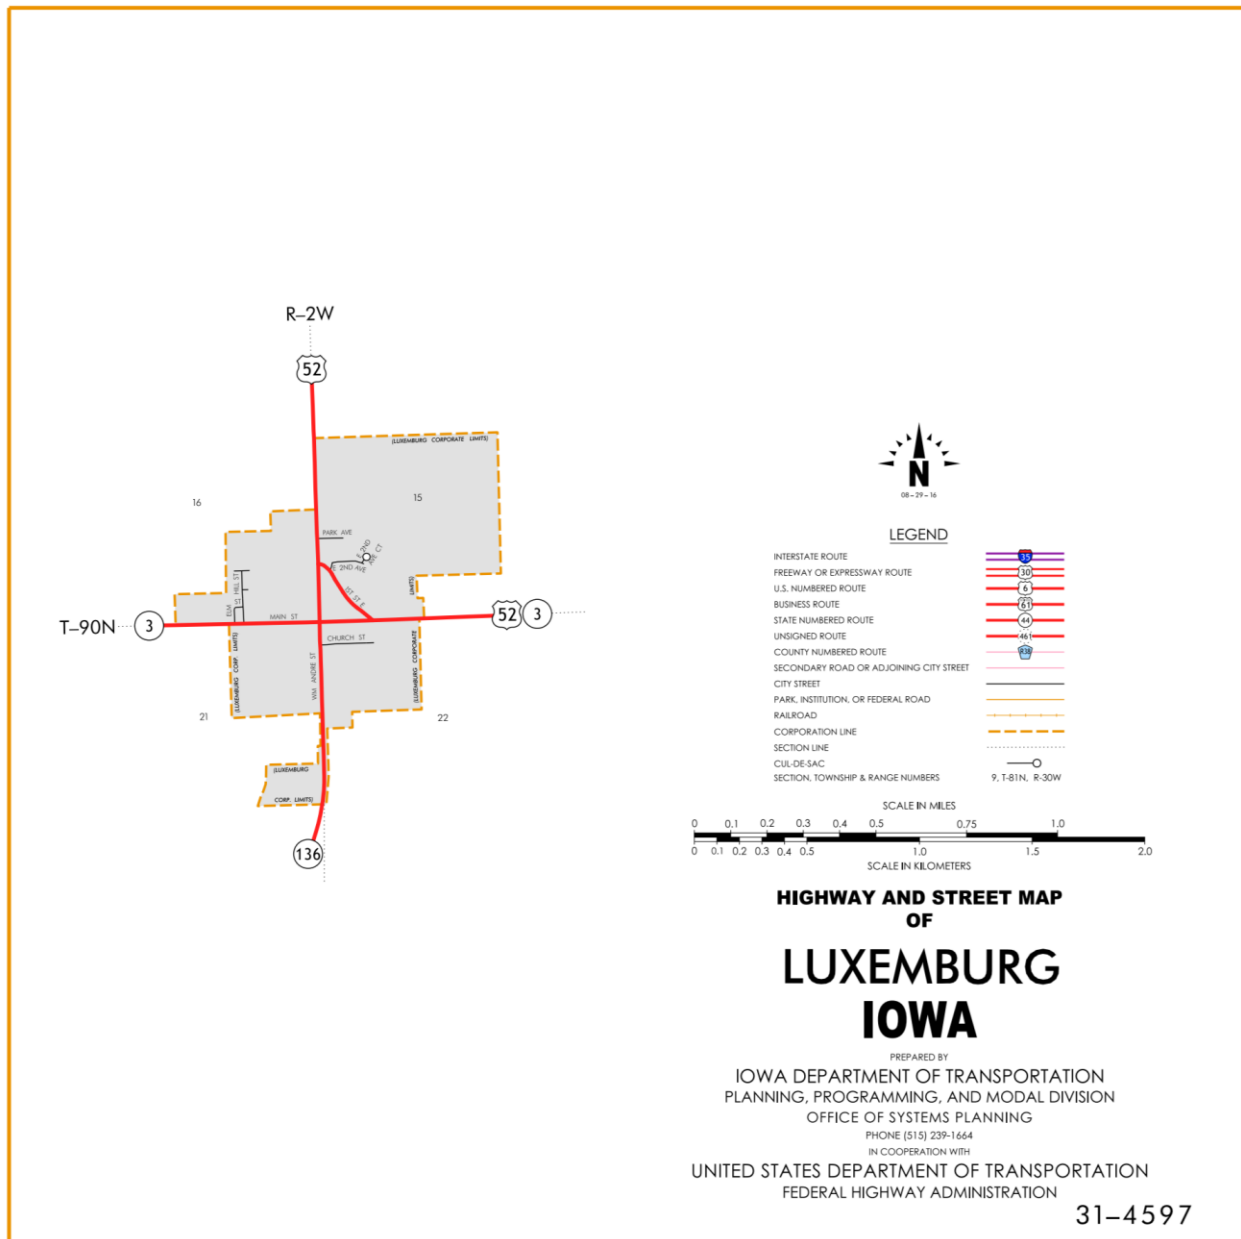 R–2W
52
(LUXEMBURG CORPORATE LIMITS)
16
15
PARK AVE
E 2ND
AVE CT
E 2ND AVE
1ST ST E
HILL ST
ELM ST
LIMITS)
(LUXEMBURG CORPORATE
T–90N
3
MAIN ST
52
3
CHURCH ST
WM ANDRE ST
(LUXEMBURG CORP. LIMITS)
21
22
(LUXEMBURG
CORP. LIMITS)
136
N
08–29–16
LEGEND
INTERSTATE ROUTE 35
FREEWAY OR EXPRESSWAY ROUTE 30
U.S. NUMBERED ROUTE 6
BUSINESS ROUTE 61
STATE NUMBERED ROUTE 44
UNSIGNED ROUTE 461
COUNTY NUMBERED ROUTE R38
SECONDARY ROAD OR ADJOINING CITY STREET
CITY STREET
PARK, INSTITUTION, OR FEDERAL ROAD
RAILROAD
CORPORATION LINE
SECTION LINE
CUL-DE-SAC
SECTION, TOWNSHIP & RANGE NUMBERS 9, T-81N, R-30W
SCALE IN MILES
0 0.1 0.2 0.3 0.4 0.5 0.75 1.0
0 0.1 0.2 0.3 0.4 0.5 1.0 1.5 2.0
SCALE IN KILOMETERS
HIGHWAY AND STREET MAP
OF
LUXEMBURG
IOWA
PREPARED BY
IOWA DEPARTMENT OF TRANSPORTATION
PLANNING, PROGRAMMING, AND MODAL DIVISION
OFFICE OF SYSTEMS PLANNING
PHONE (515) 239-1664
IN COOPERATION WITH
UNITED STATES DEPARTMENT OF TRANSPORTATION
FEDERAL HIGHWAY ADMINISTRATION
31–4597